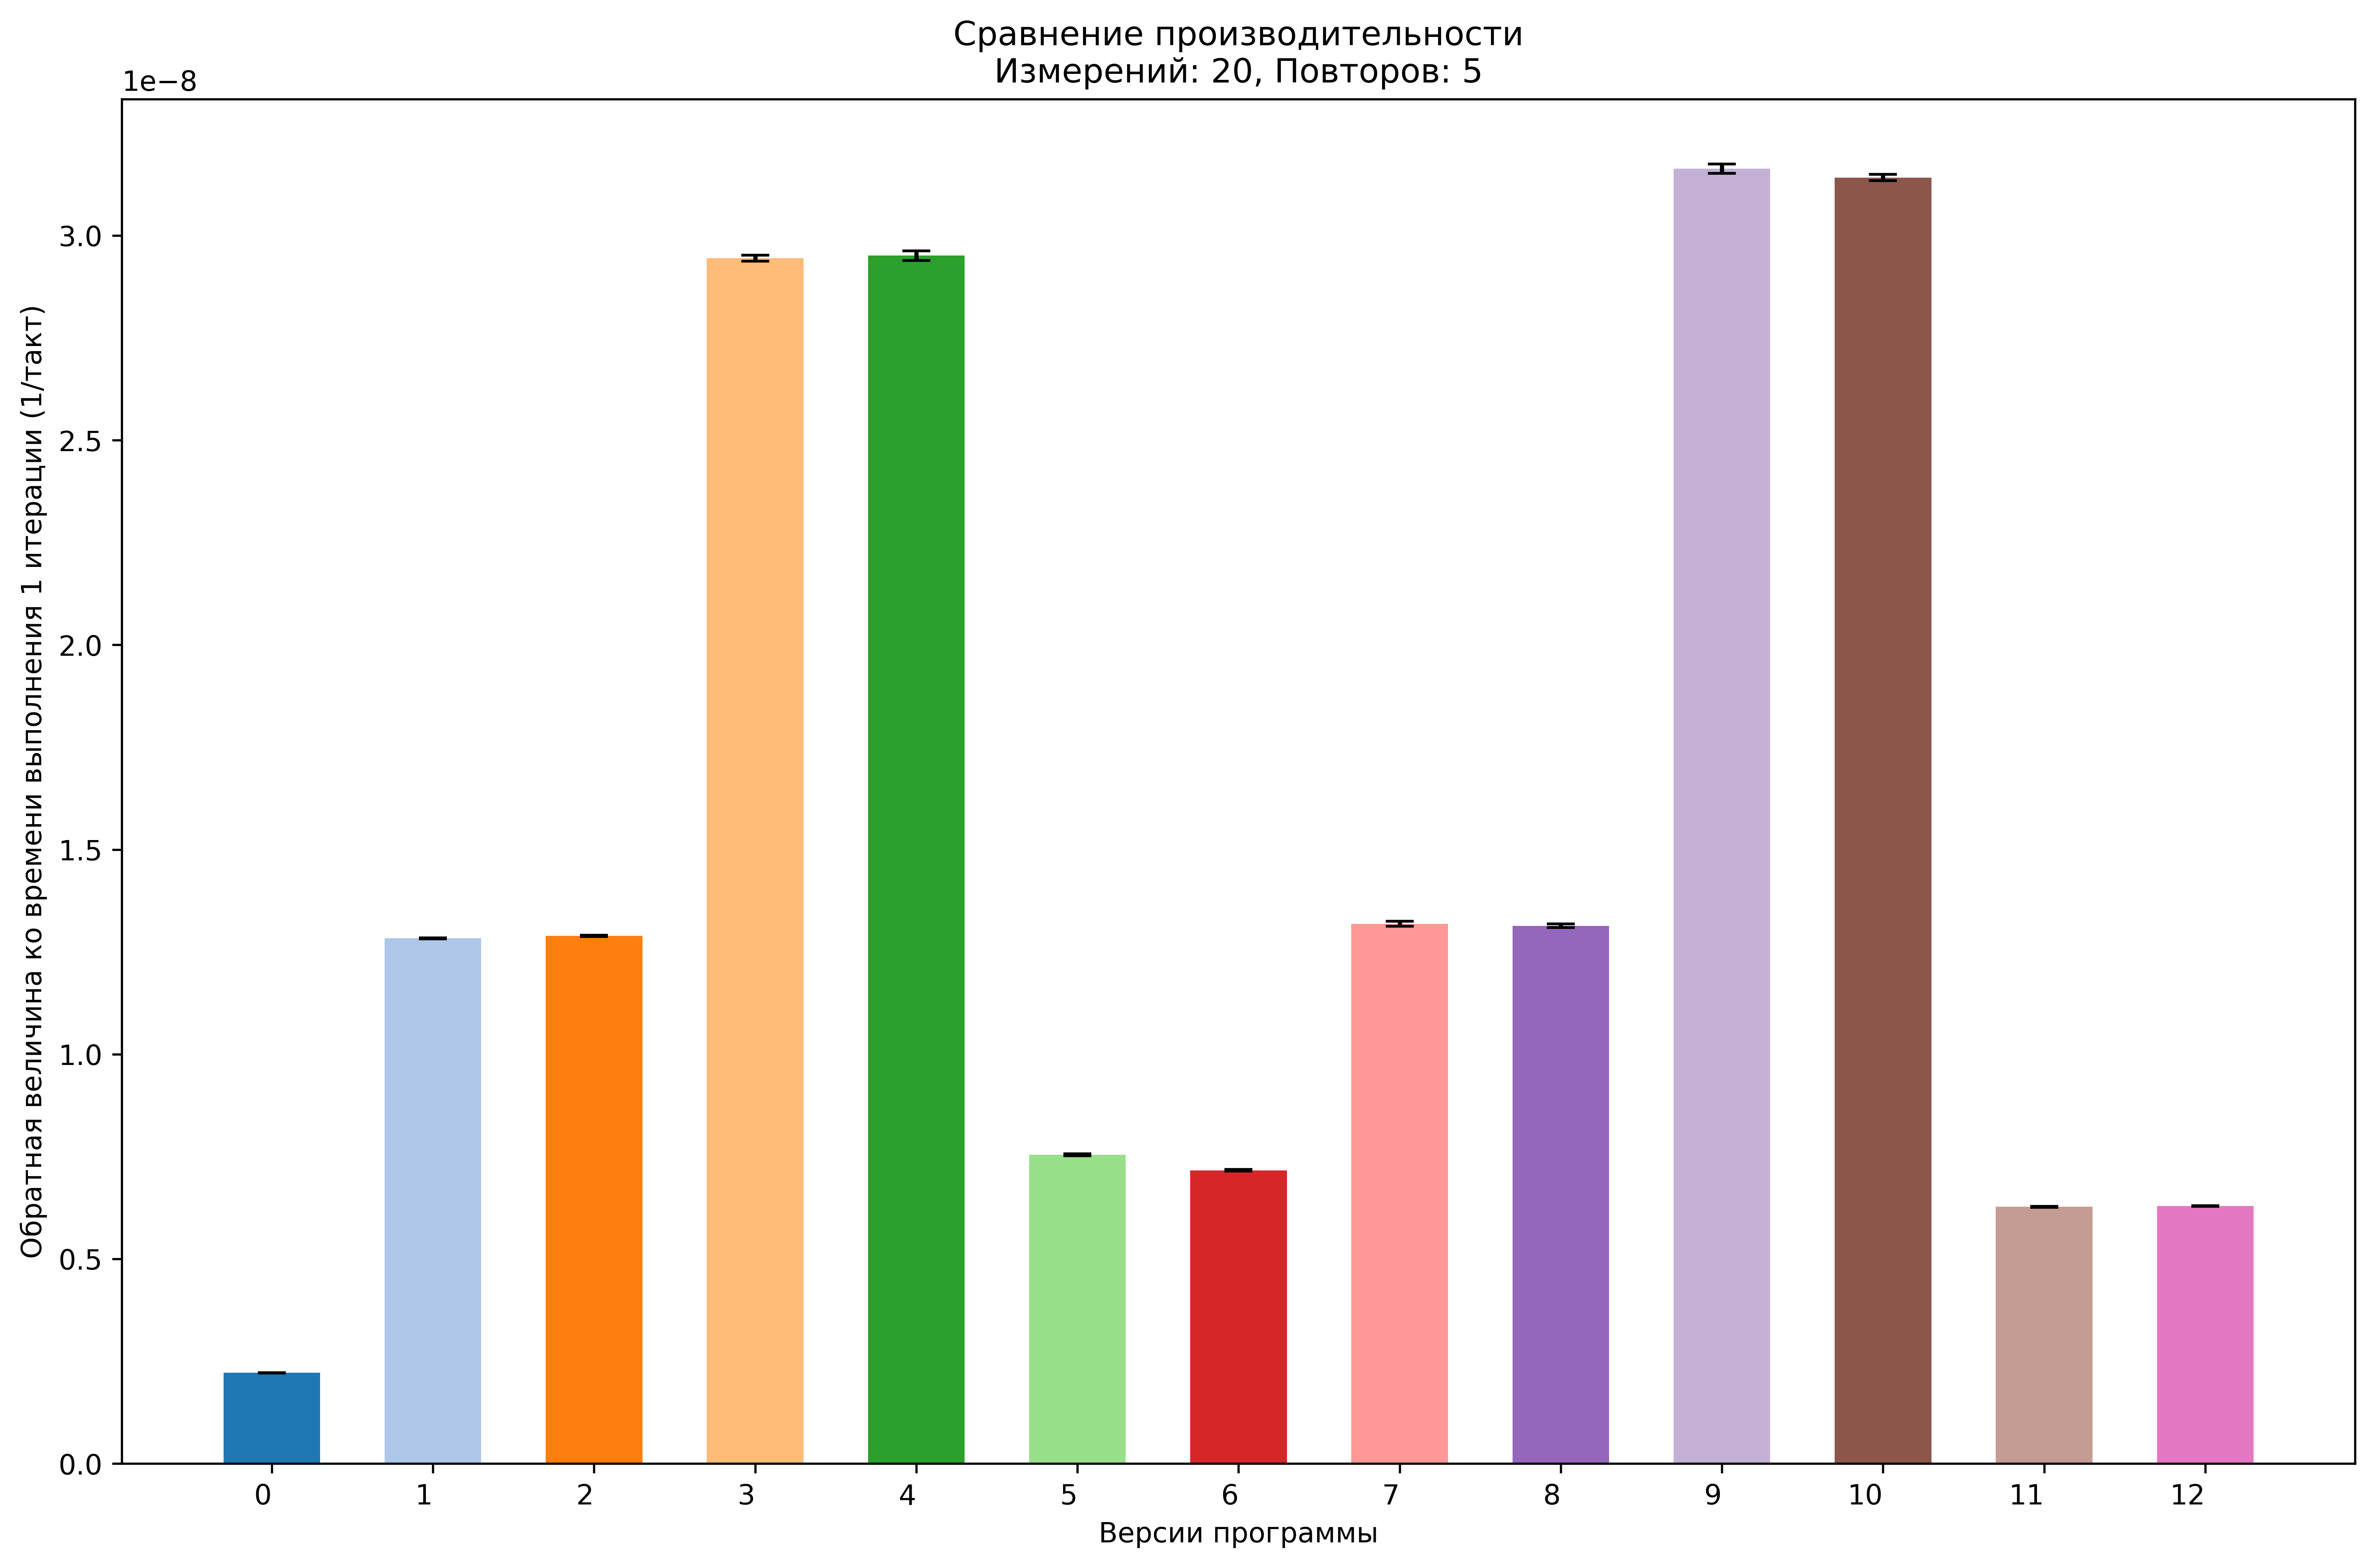 Сравнение производительности
Измерений: 20, Повторов: 5
1e−8
Обратная величина ко времени выполнения 1 итерации (1/такт)
3.0
2.5
2.0
1.5
1.0
0.5
0.0
0 1 2 3 4 5 6 7 8 9 10 11 12
Версии программы